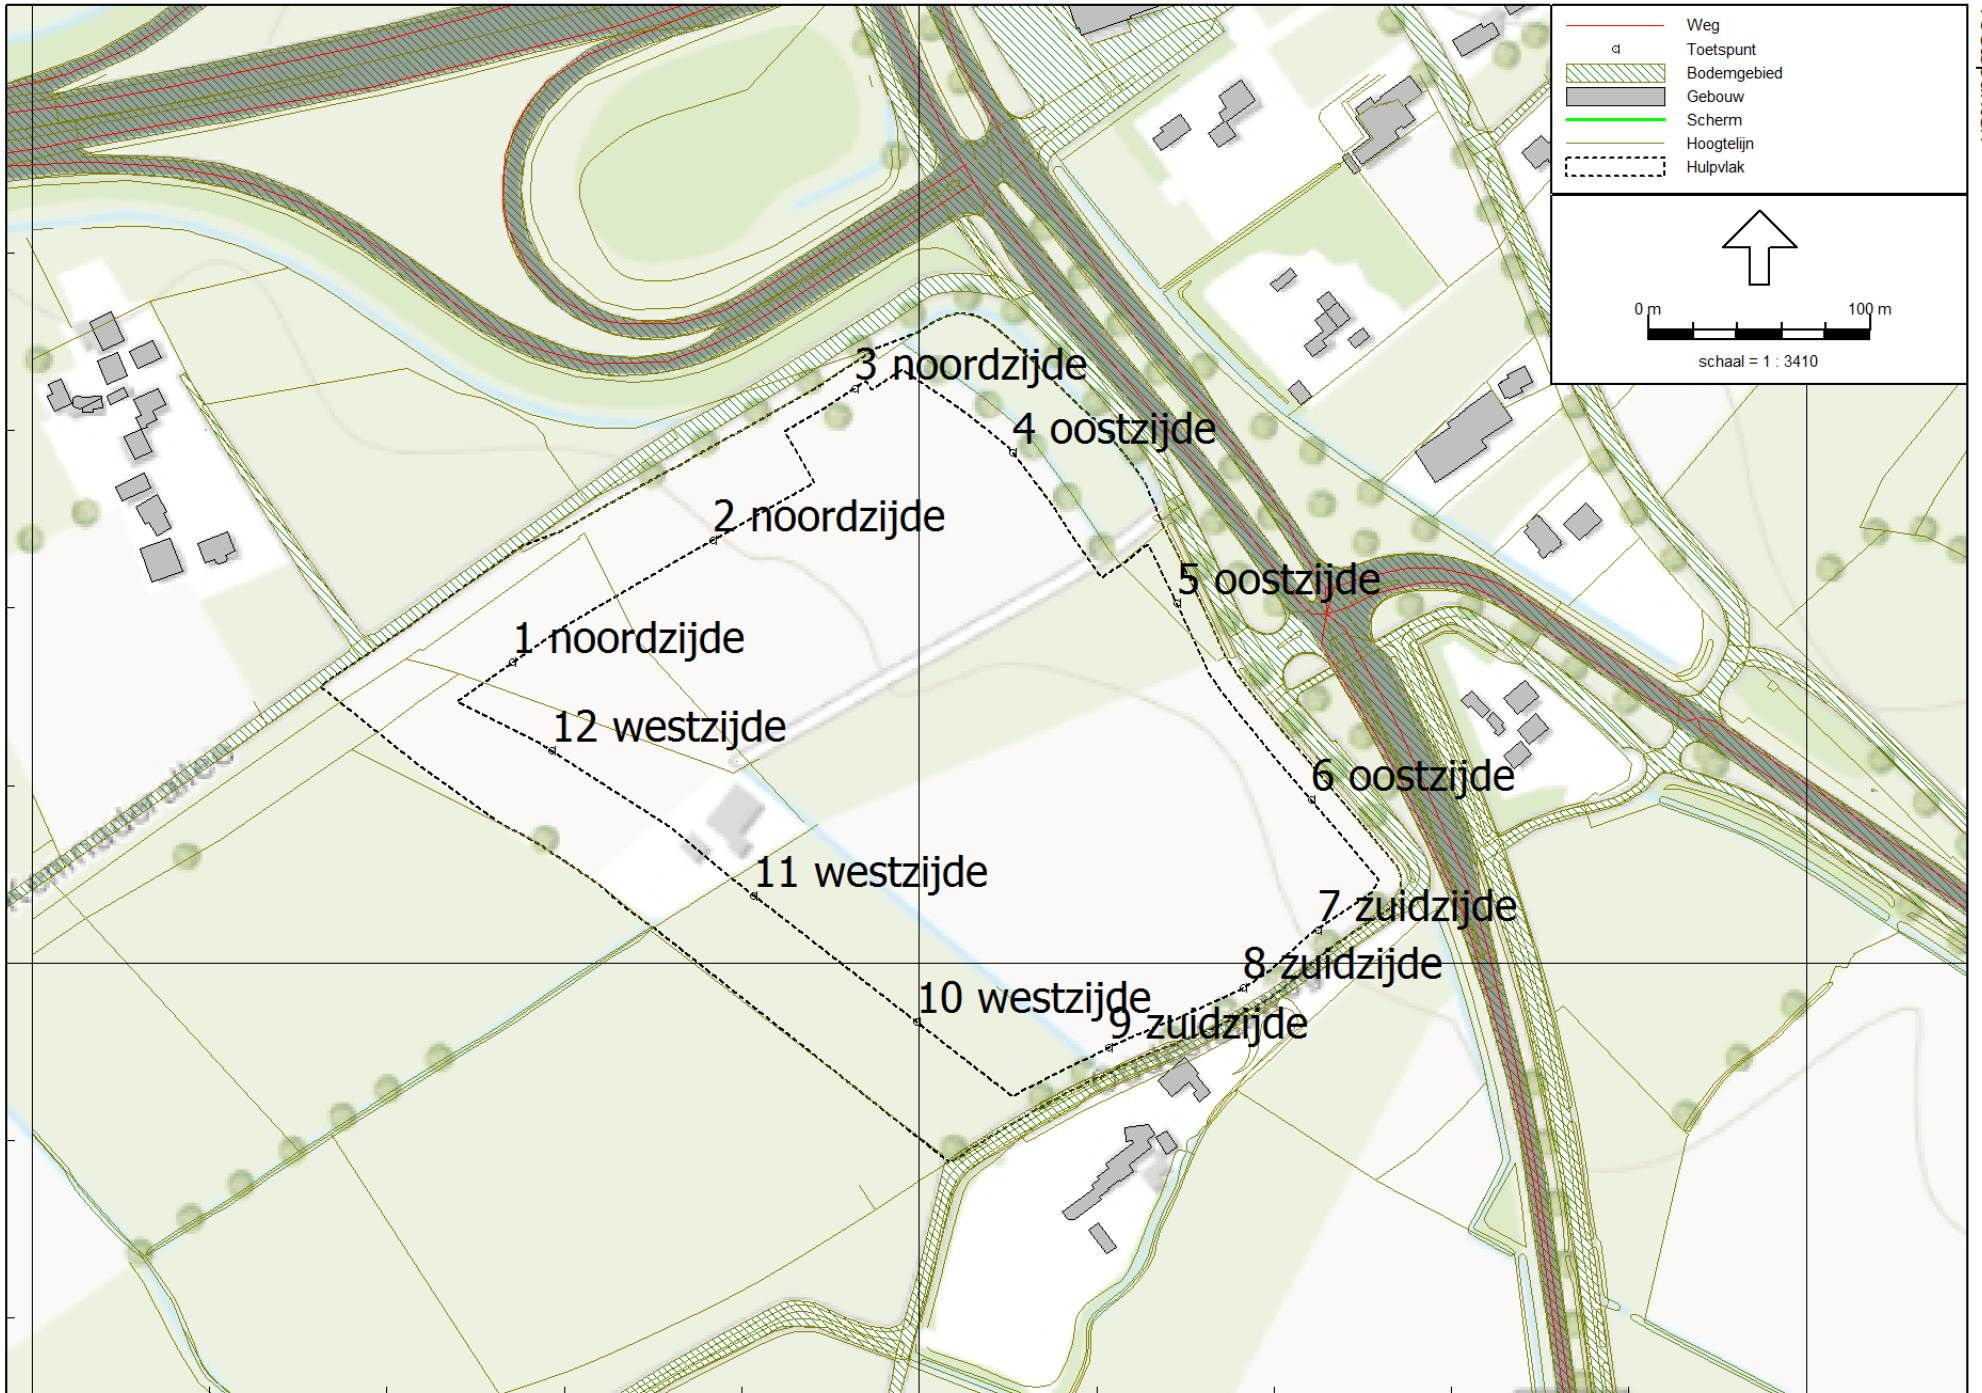 Weg
Toetspunt
Bodemgebied
Gebouw
Scherm
Hoogtelijn
Hulpvlak
0 m 100 m
schaal = 1 : 3410
3 noordzijde
4 oostzijde
2 noordzijde
5 oostzijde
1 noordzijde
12 westzijde
6 oostzijde
11 westzijde
7 zuidzijde
8 zuidzijde
10 westzijde
9 zuidzijde